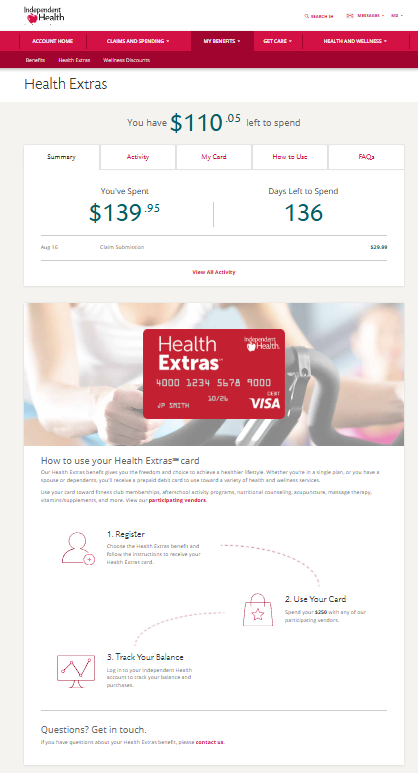 Independent
Health
SEARCH IH MESSAGES ME
ACCOUNT HOME CLAIMS AND SPENDING MY BENEFITS GET CARE HEALTH AND WELLNESS
Benefits Health Extras Wellness Discounts
Health Extras
You have $110.05 left to spend
Summary Activity My Card How to Use FAQs
You've Spent Days Left to Spend
$139.95 136
Aug 16 Claim Submission $29.99
View All Activity
Health
Extras℠
Independent
Health
4000 1234 5678 9000
10/26
DEBIT
JP SMITH VISA
How to use your Health Extras℠ card
Our Health Extras benefit gives you the freedom and choice to achieve a healthier lifestyle. Whether you're in a single plan, or you have a
spouse or dependents, you'll receive a prepaid debit card to use toward a variety of health and wellness services.
Use your card toward fitness club memberships, afterschool activity programs, nutritional counseling, acupuncture, massage therapy,
vitamins/supplements, and more. View our participating vendors.
1. Register
Choose the Health Extras benefit and
follow the instructions to receive your
Health Extras card.
2. Use Your Card
Spend your $250 with any of our
participating vendors.
3. Track Your Balance
Log in to your Independent Health
account to track your balance and
purchases.
Questions? Get in touch.
If you have questions about your Health Extras benefit, please contact us.